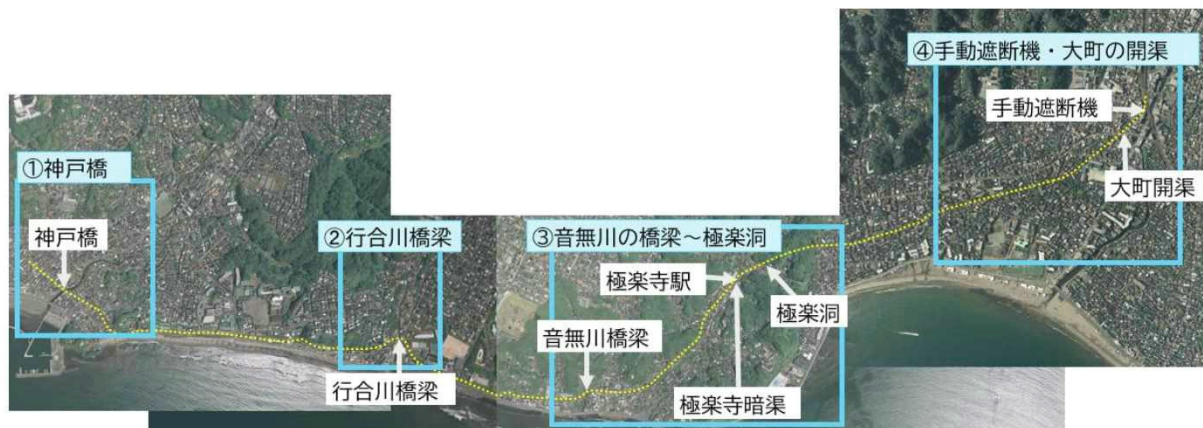 ④手動遮断機・大町の開渠
手動遮断機
大町開渠
①神戸橋
神戸橋
②行合川橋梁
行合川橋梁
③音無川の橋梁～極楽洞
極楽寺駅
極楽洞
音無川橋梁
極楽寺暗渠